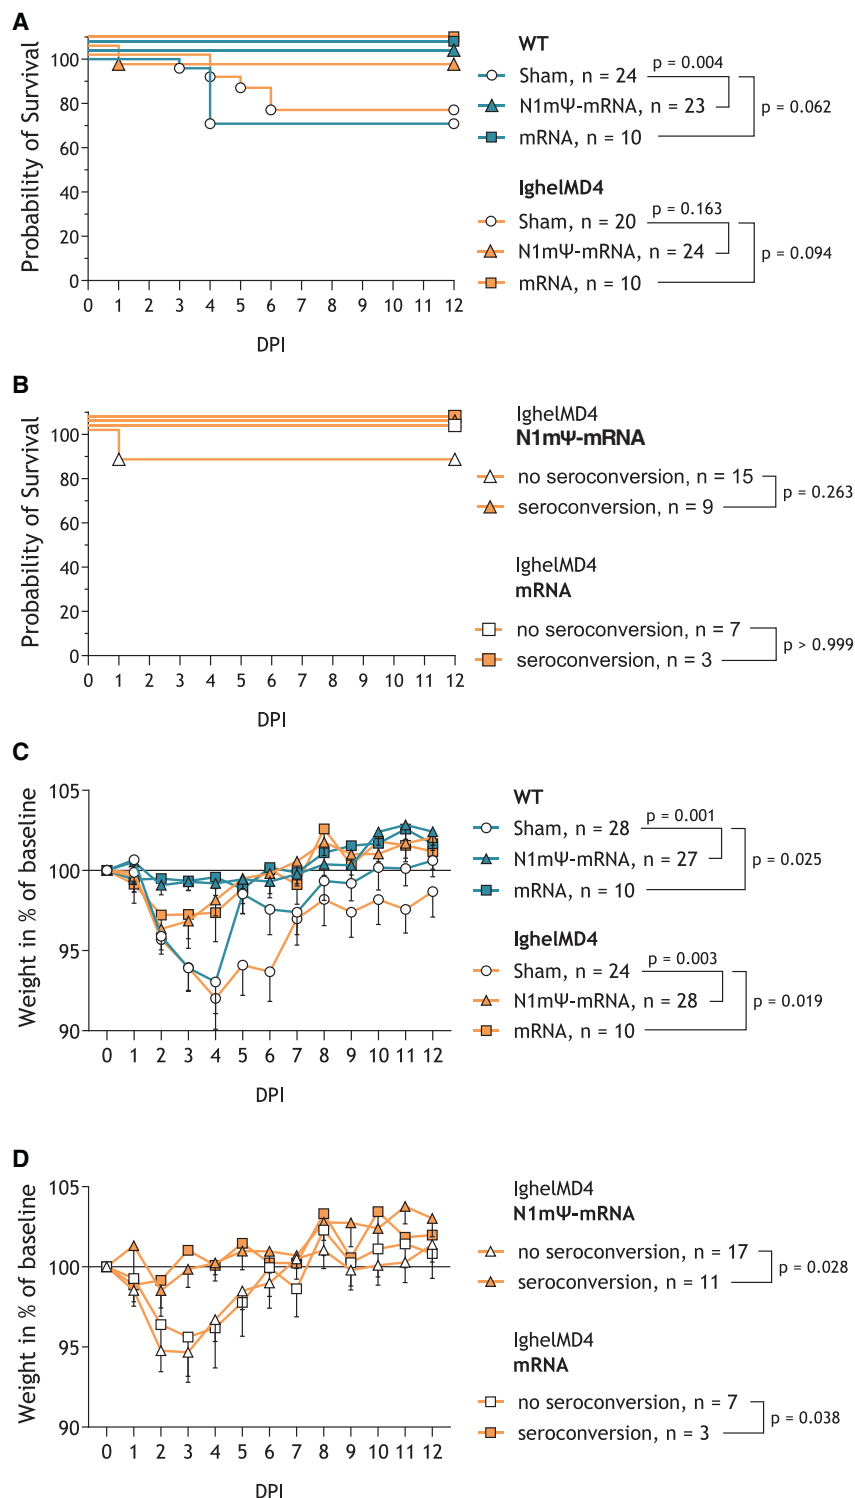 A
Probability of Survival
100
80
60
40
20
0
0 1 2 3 4 5 6 7 8 9 10 11 12
DPI
WT
Sham, n = 24
N1mΨ-mRNA, n = 23
mRNA, n = 10
p = 0.004
p = 0.062
IghelMD4
Sham, n = 20
N1mΨ-mRNA, n = 24
mRNA, n = 10
p = 0.163
p = 0.094
B
Probability of Survival
100
80
60
40
20
0
0 1 2 3 4 5 6 7 8 9 10 11 12
DPI
IghelMD4
N1mΨ-mRNA
no seroconversion, n = 15
seroconversion, n = 9
p = 0.263
IghelMD4
mRNA
no seroconversion, n = 7
seroconversion, n = 3
p > 0.999
C
Weight in % of baseline
105
100
95
90
0 1 2 3 4 5 6 7 8 9 10 11 12
DPI
WT
Sham, n = 28
N1mΨ-mRNA, n = 27
mRNA, n = 10
p = 0.001
p = 0.025
IghelMD4
Sham, n = 24
N1mΨ-mRNA, n = 28
mRNA, n = 10
p = 0.003
p = 0.019
D
Weight in % of baseline
105
100
95
90
0 1 2 3 4 5 6 7 8 9 10 11 12
DPI
IghelMD4
N1mΨ-mRNA
no seroconversion, n = 17
seroconversion, n = 11
p = 0.028
IghelMD4
mRNA
no seroconversion, n = 7
seroconversion, n = 3
p = 0.038